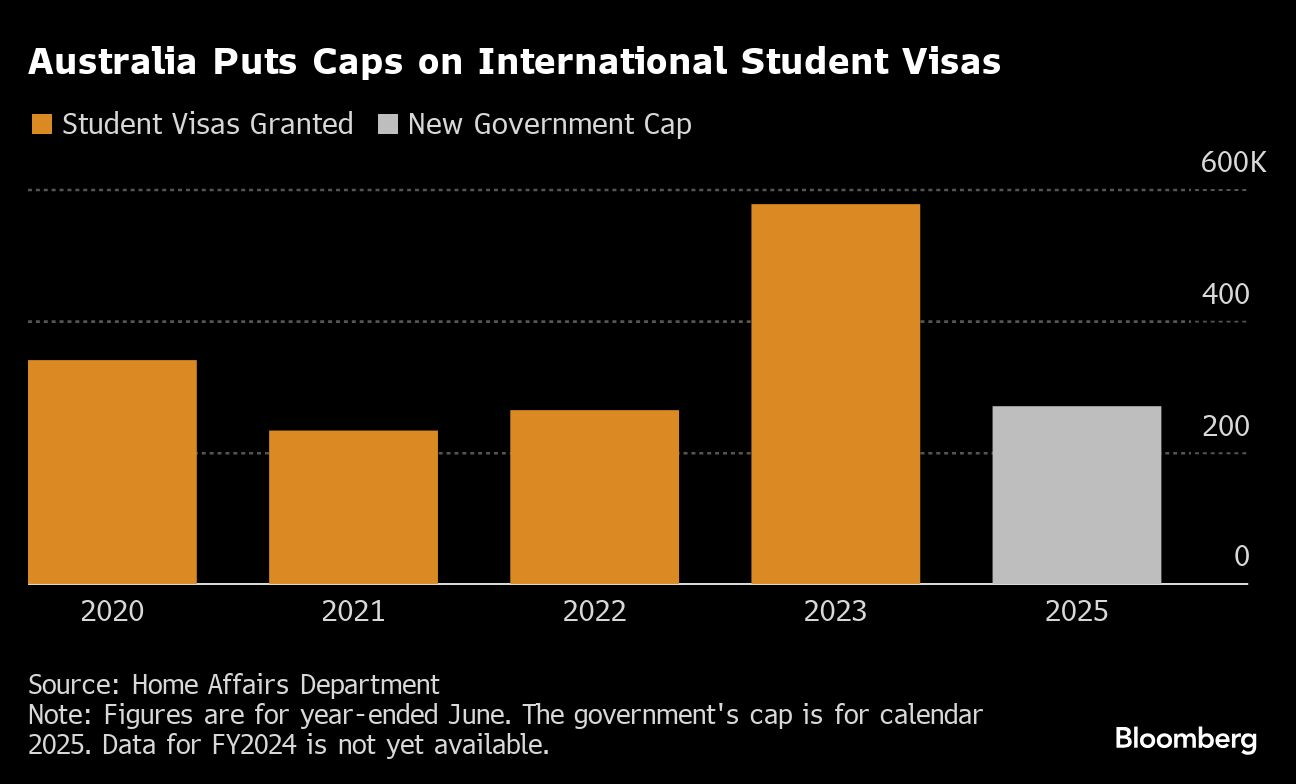 Australia Puts Caps on International Student Visas
Student Visas Granted New Government Cap
600K
400
200
0
2020 2021 2022 2023 2025
Source: Home Affairs Department
Note: Figures are for year-ended June. The government's cap is for calendar
2025. Data for FY2024 is not yet available.
Bloomberg